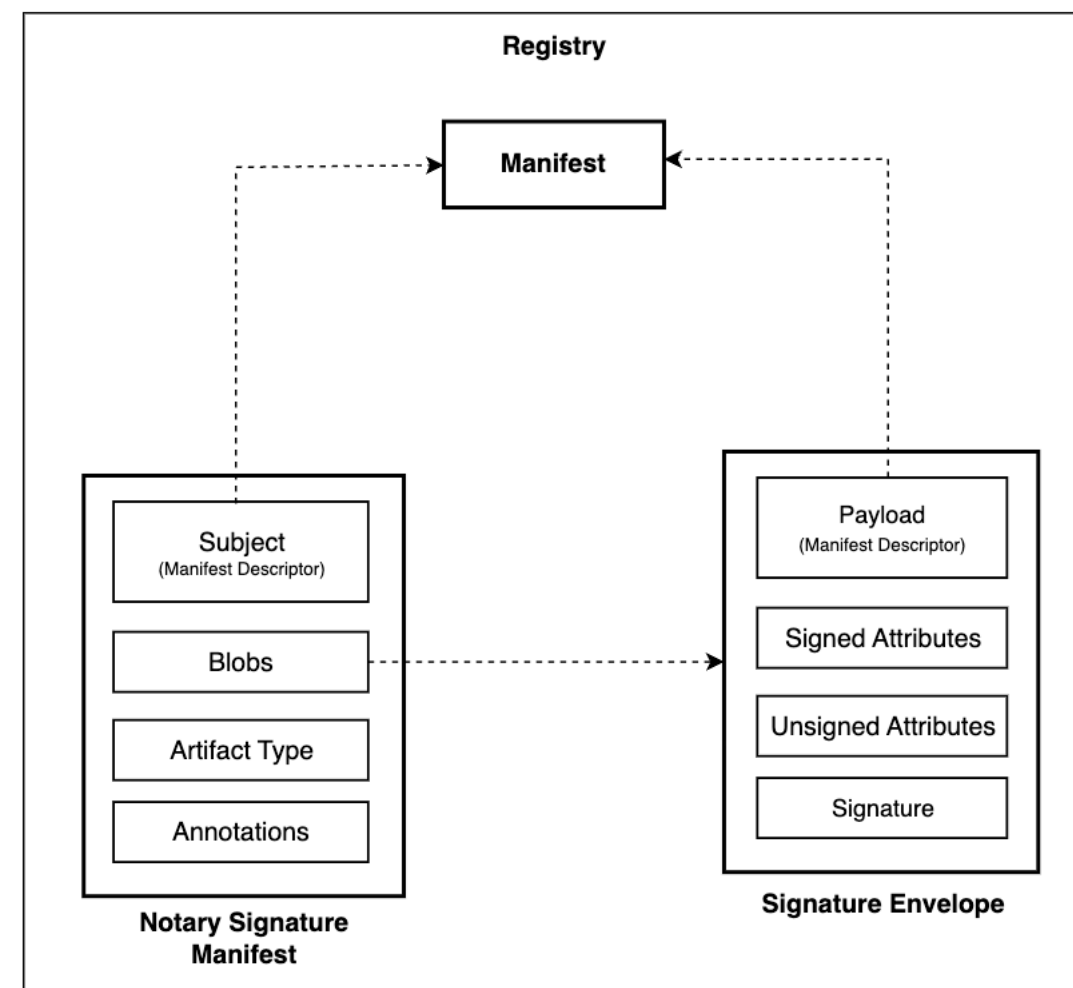 Registry
Manifest
Subject
(Manifest Descriptor)
Blobs
Artifact Type
Annotations
Notary Signature
Manifest
Payload
(Manifest Descriptor)
Signed Attributes
Unsigned Attributes
Signature
Signature Envelope